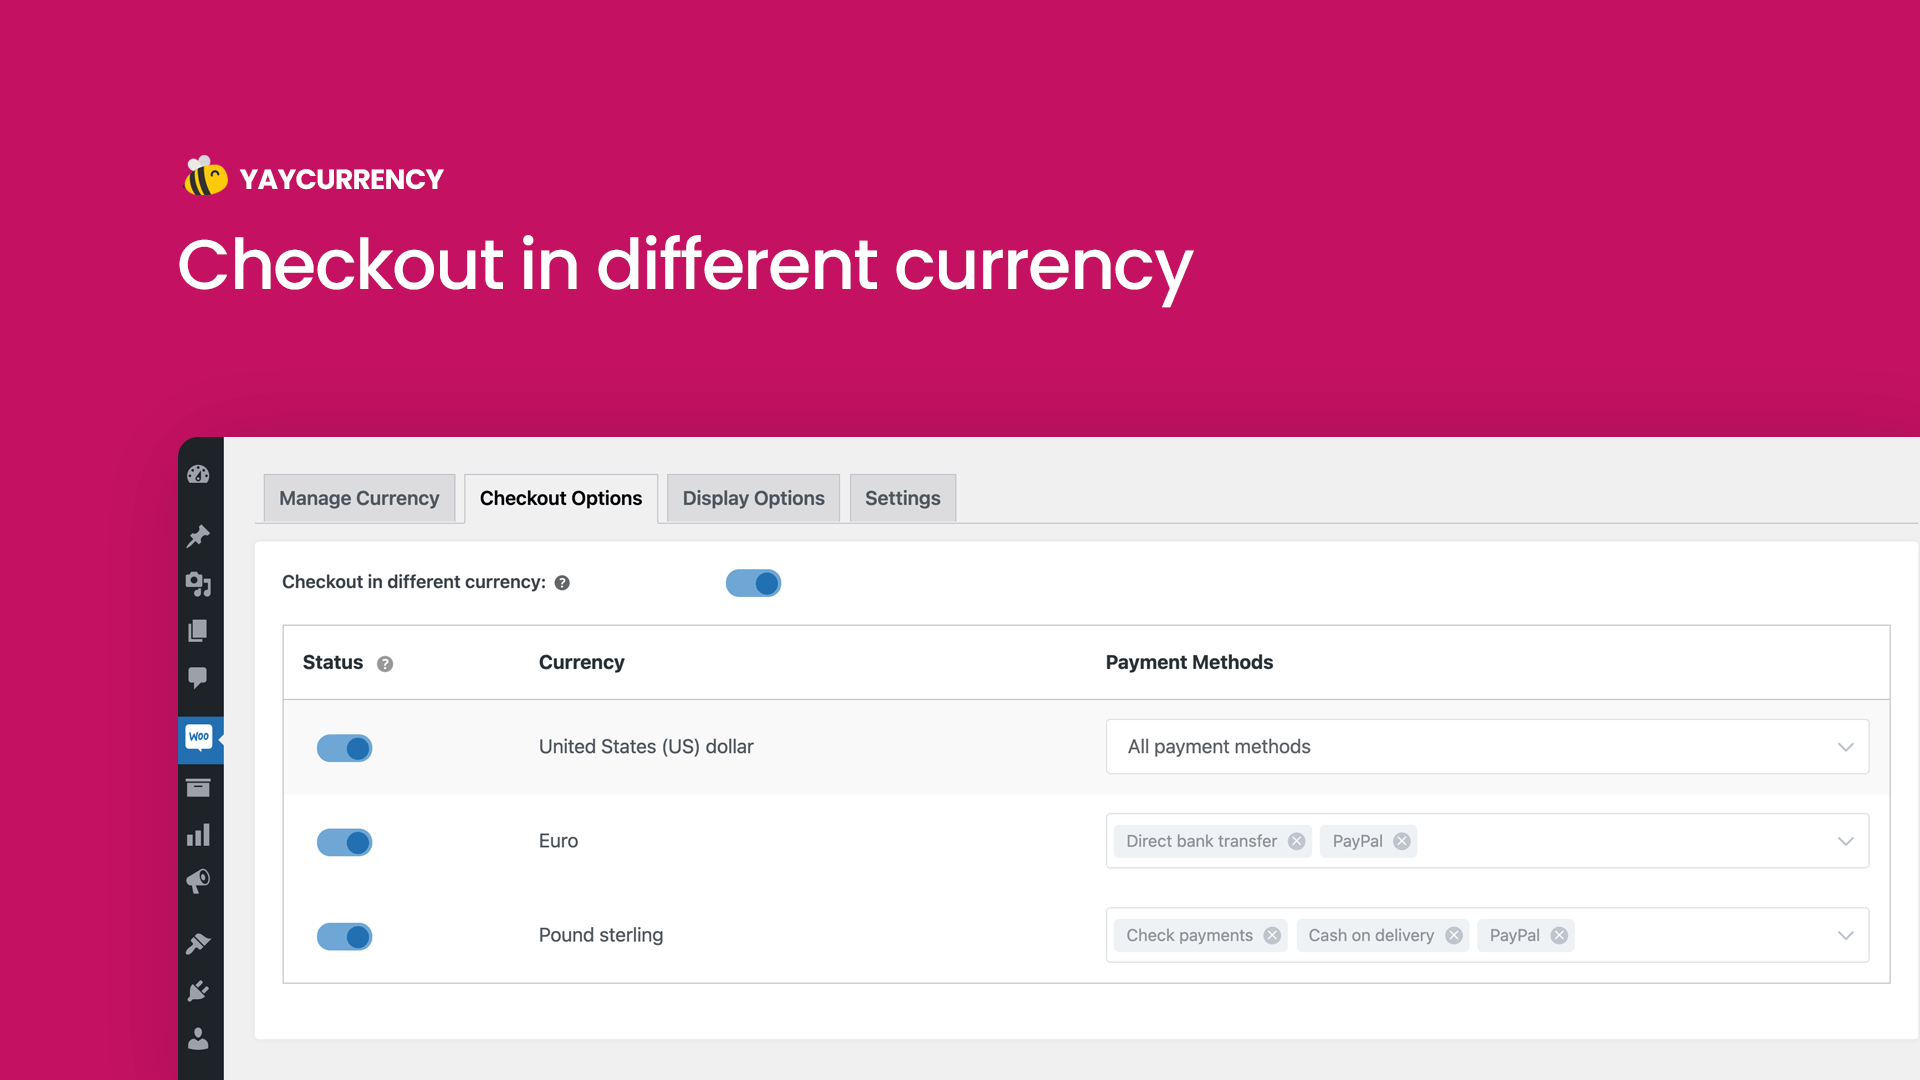 YAYCURRENCY
Checkout in different currency
Manage Currency
Checkout Options
Display Options
Settings
Checkout in different currency: ?
Status ?
Currency
Payment Methods
Woo
United States (US) dollar
All payment methods
Euro
Direct bank transfer
PayPal
Pound sterling
Check payments
Cash on delivery
PayPal